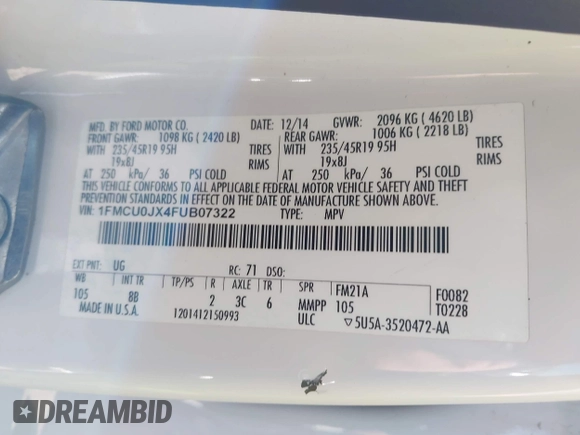 MFD. BY FORD MOTOR CO. DATE: 12/14 GVWR: 2096 KG ( 4620 LB)
FRONT GAWR: 1098 KG ( 2420 LB) REAR GAWR: 1006 KG ( 2218 LB)
WITH 235/45R19 95H TIRES WITH 235/45R19 95H TIRES
19x8J RIMS 19x8J RIMS
AT 250 kPa/ 36 PSI COLD AT 250 kPa/ 36 PSI COLD
THIS VEHICLE CONFORMS TO ALL APPLICABLE FEDERAL MOTOR VEHICLE SAFETY AND THEFT
PREVENTION STANDARDS IN EFFECT ON THE DATE OF MANUFACTURE SHOWN ABOVE.
VIN: 1FMCU0JX4FUB07322 TYPE: MPV
EXT PNT: UG RC: 71 DSO:
WB INT TR TP/PS R AXLE TR SPR FM21A F0082
105 8B 2 3C 6 MMPP 105 T0228
MADE IN U.S.A. 1201412150993 ULC ▽5U5A-3520472-AA
DREAMBID